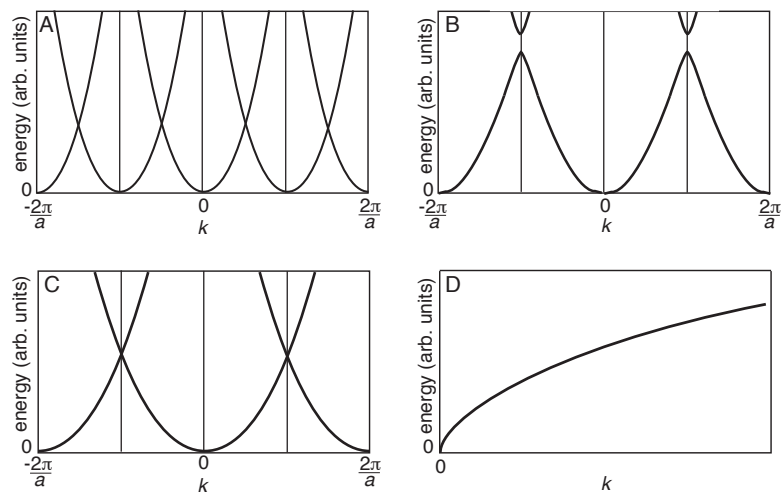 A
energy (arb. units)
0
-2π/a
0
2π/a
k
B
energy (arb. units)
0
-2π/a
0
2π/a
k
C
energy (arb. units)
0
-2π/a
0
2π/a
k
D
energy (arb. units)
0
0
k